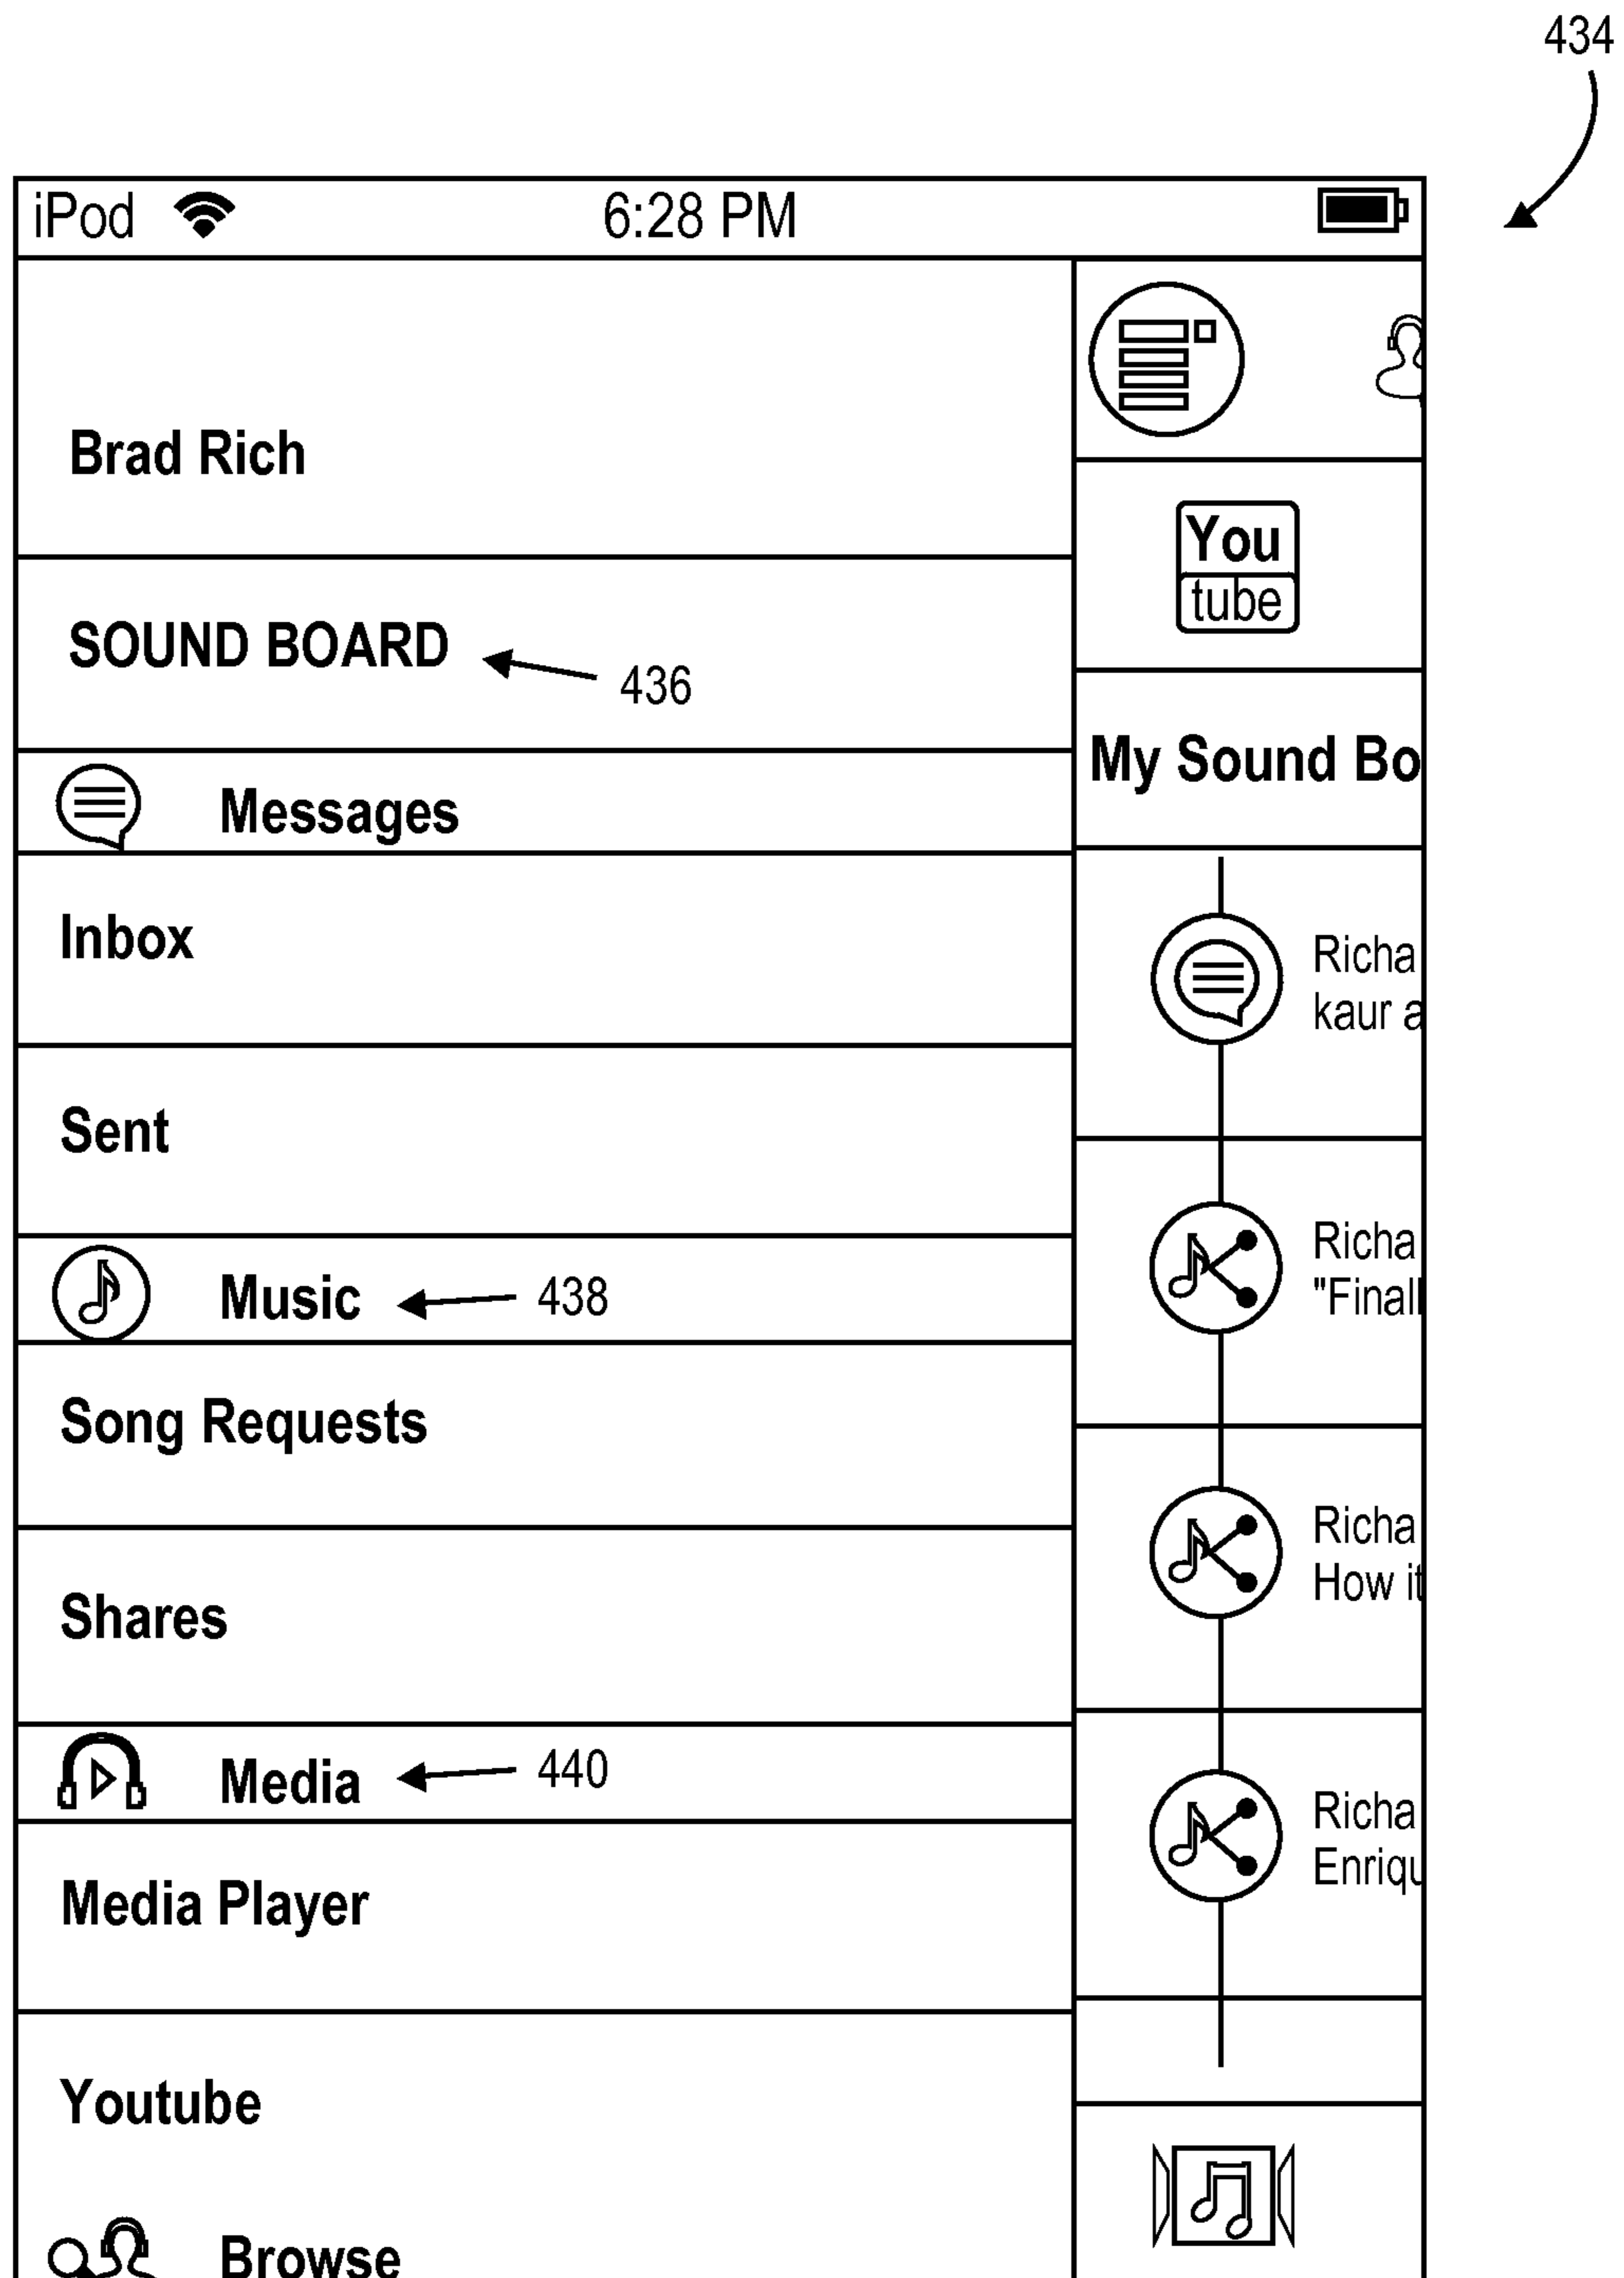 434
iPod 6:28 PM
Brad Rich
SOUND BOARD
436
Messages
Inbox
Sent
Music
438
Song Requests
Shares
Media
440
Media Player
Youtube
Browse
You
tube
My Sound Bo
Richa
kaur a
Richa
"Finall
Richa
How it
Richa
Enriqu